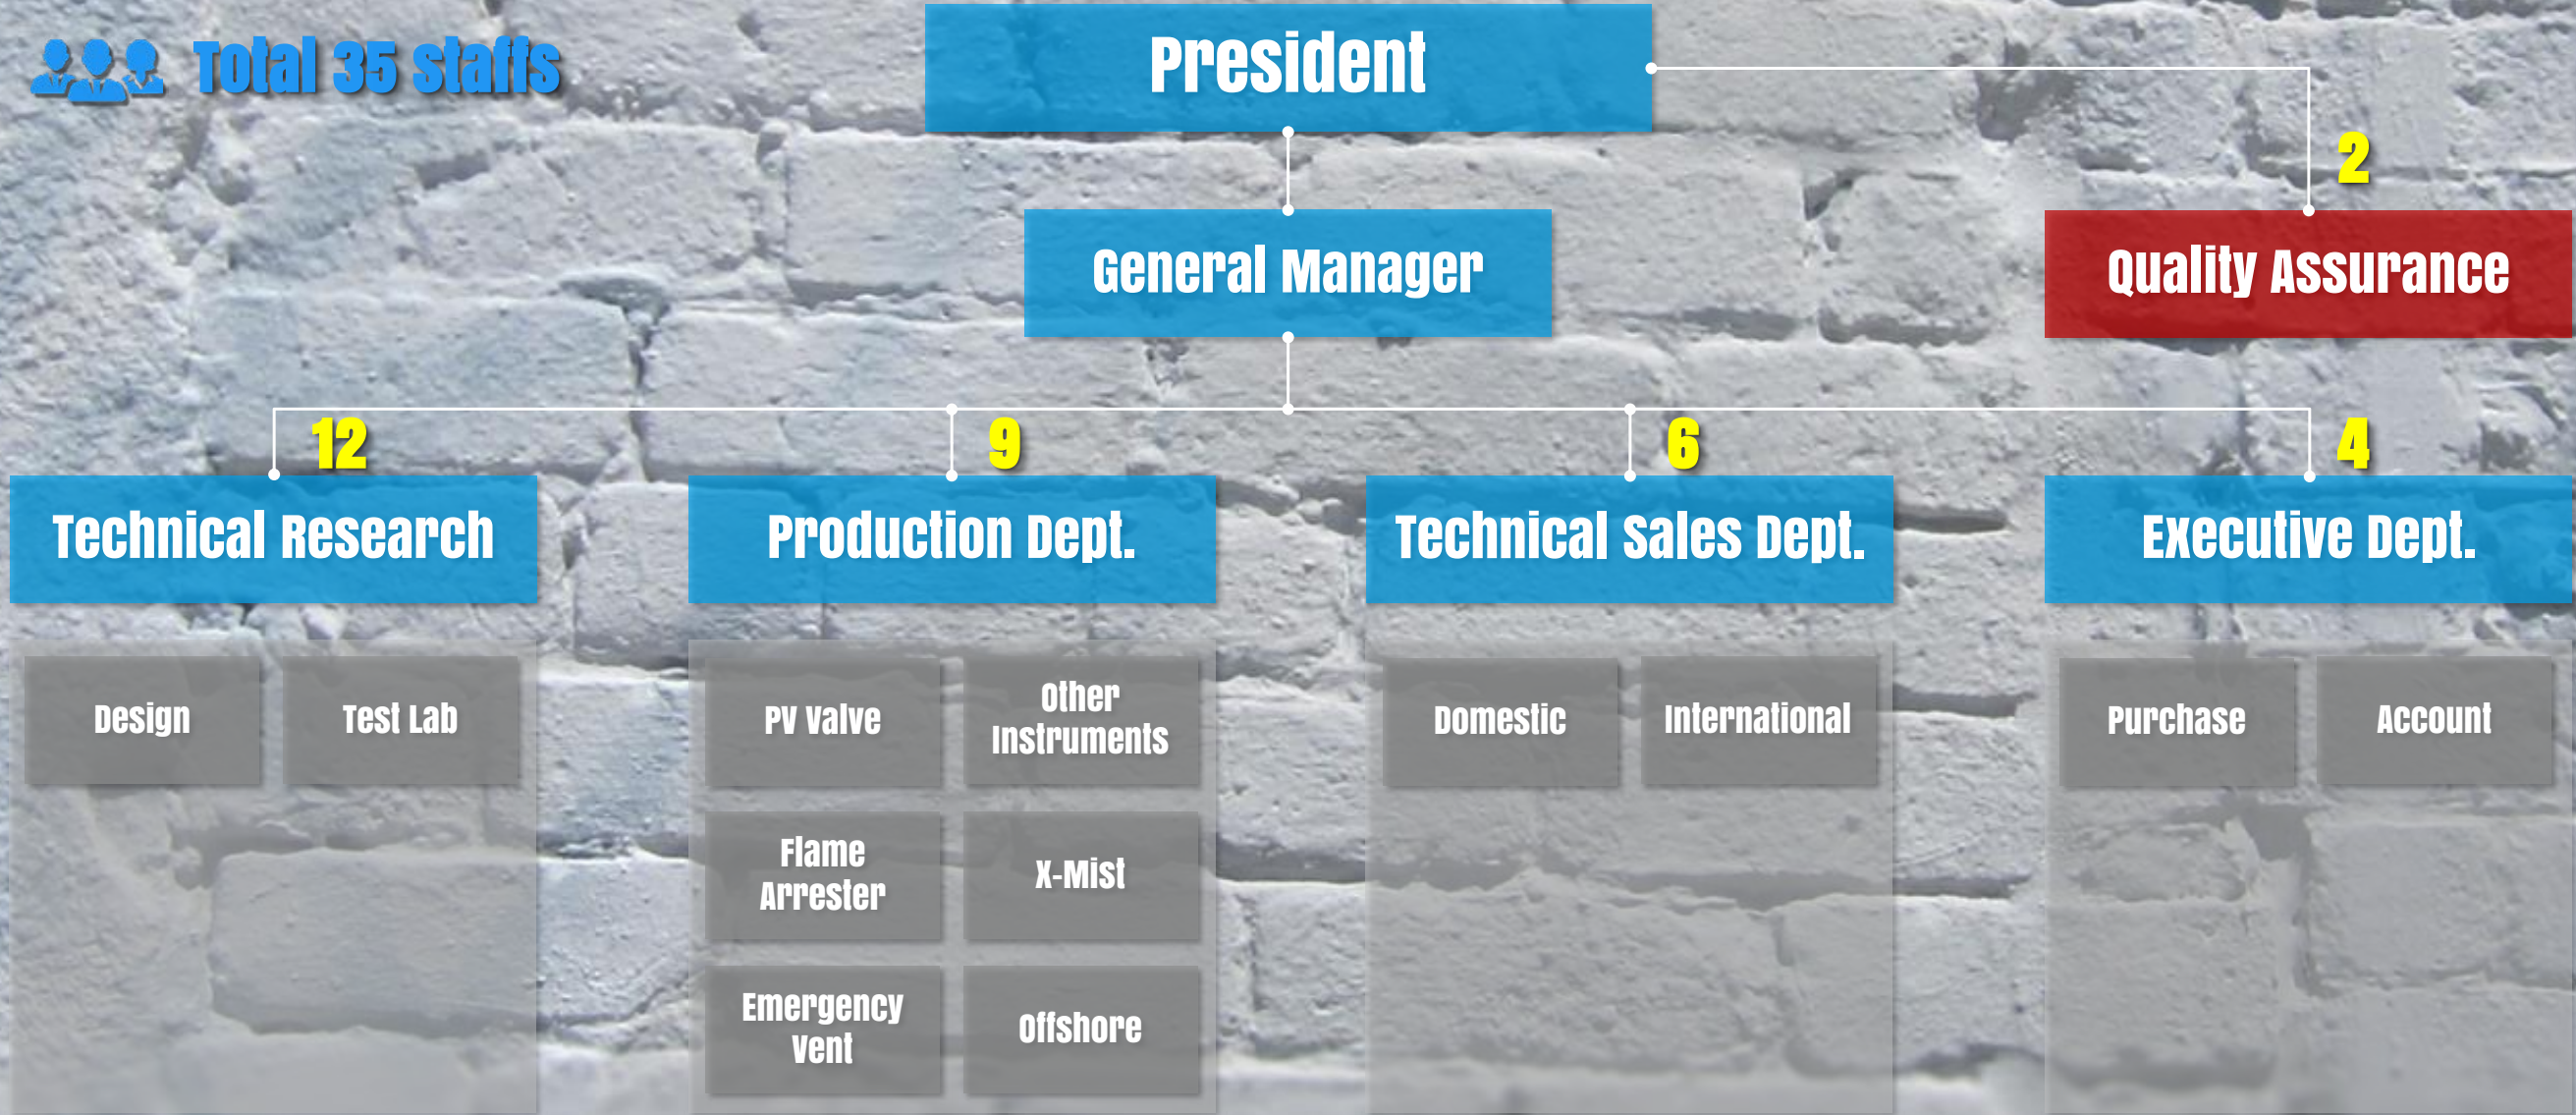 Total 35 staffs
President
2
General Manager
Quality Assurance
12
9
6
4
Technical Research
Production Dept.
Technical Sales Dept.
Executive Dept.
Design
Test Lab
PV Valve
Other
Instruments
Domestic
International
Purchase
Account
Flame
Arrester
X-Mist
Emergency
Vent
Offshore